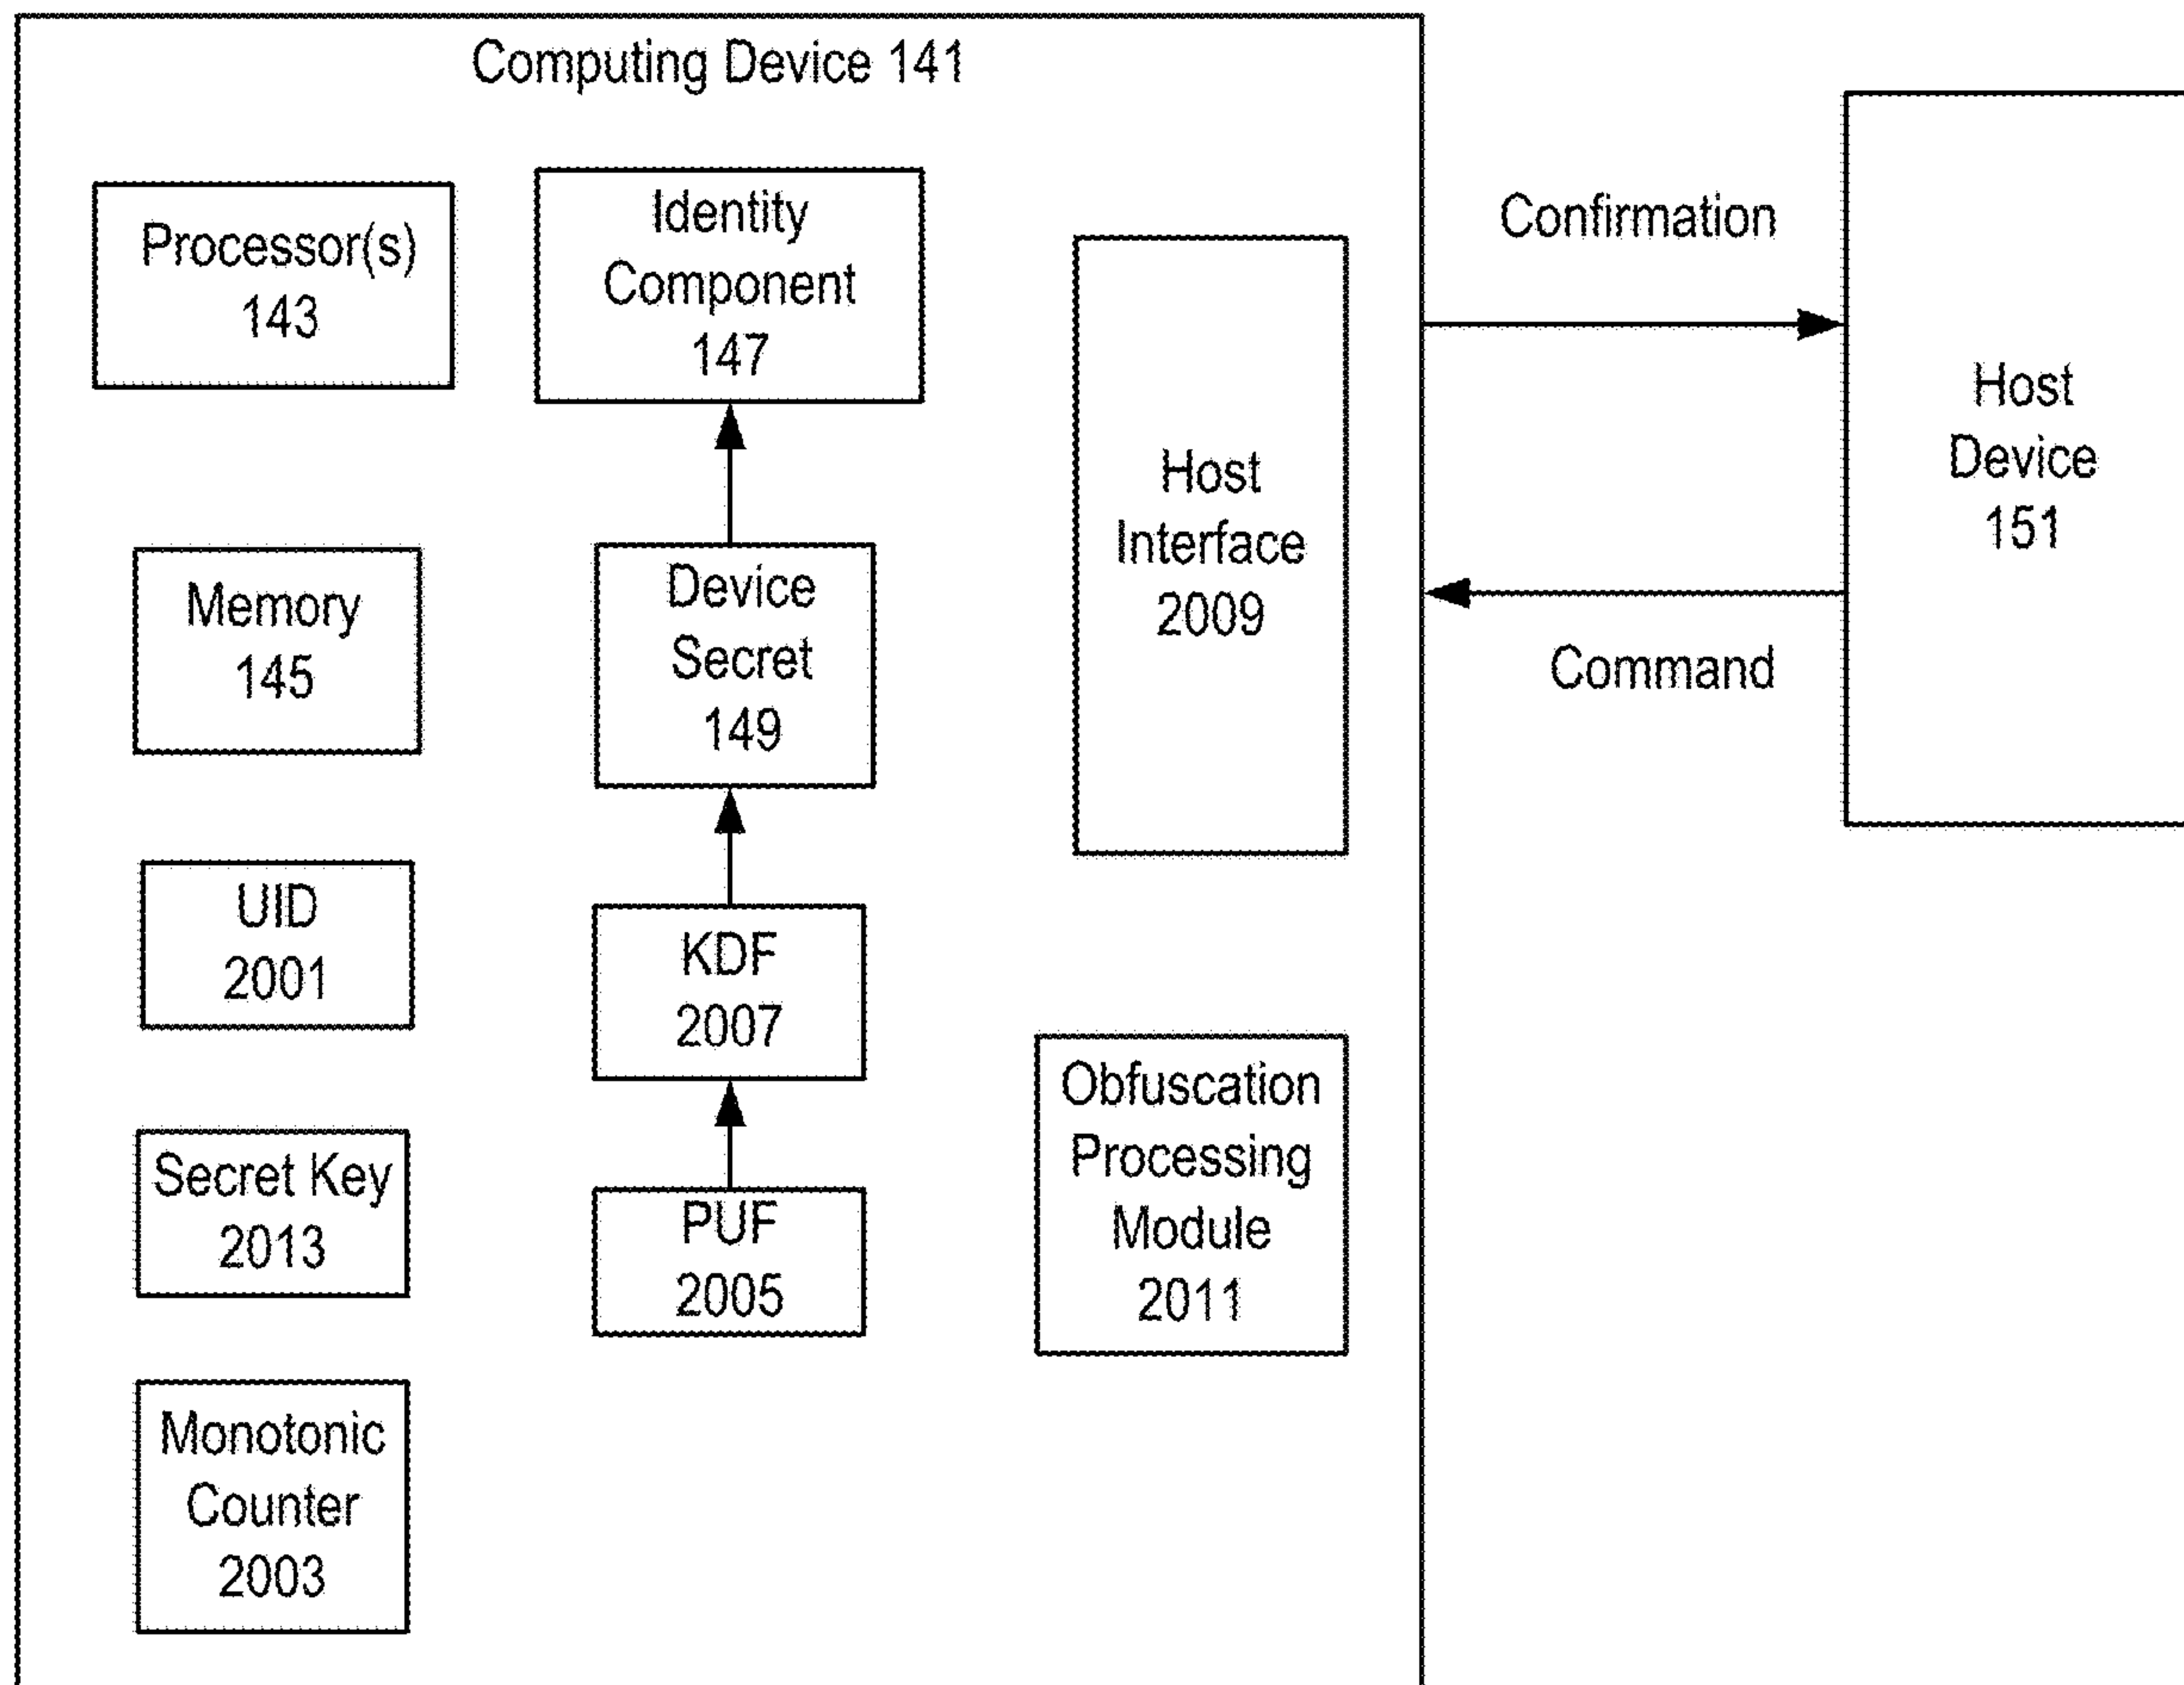 Computing Device 141
Processor(s)
143
Identity
Component
147
Host
Interface
2009
Confirmation
Host
Device
151
Command
Memory
145
Device
Secret
149
UID
2001
KDF
2007
Obfuscation
Processing
Module
2011
Secret Key
2013
PUF
2005
Monotonic
Counter
2003